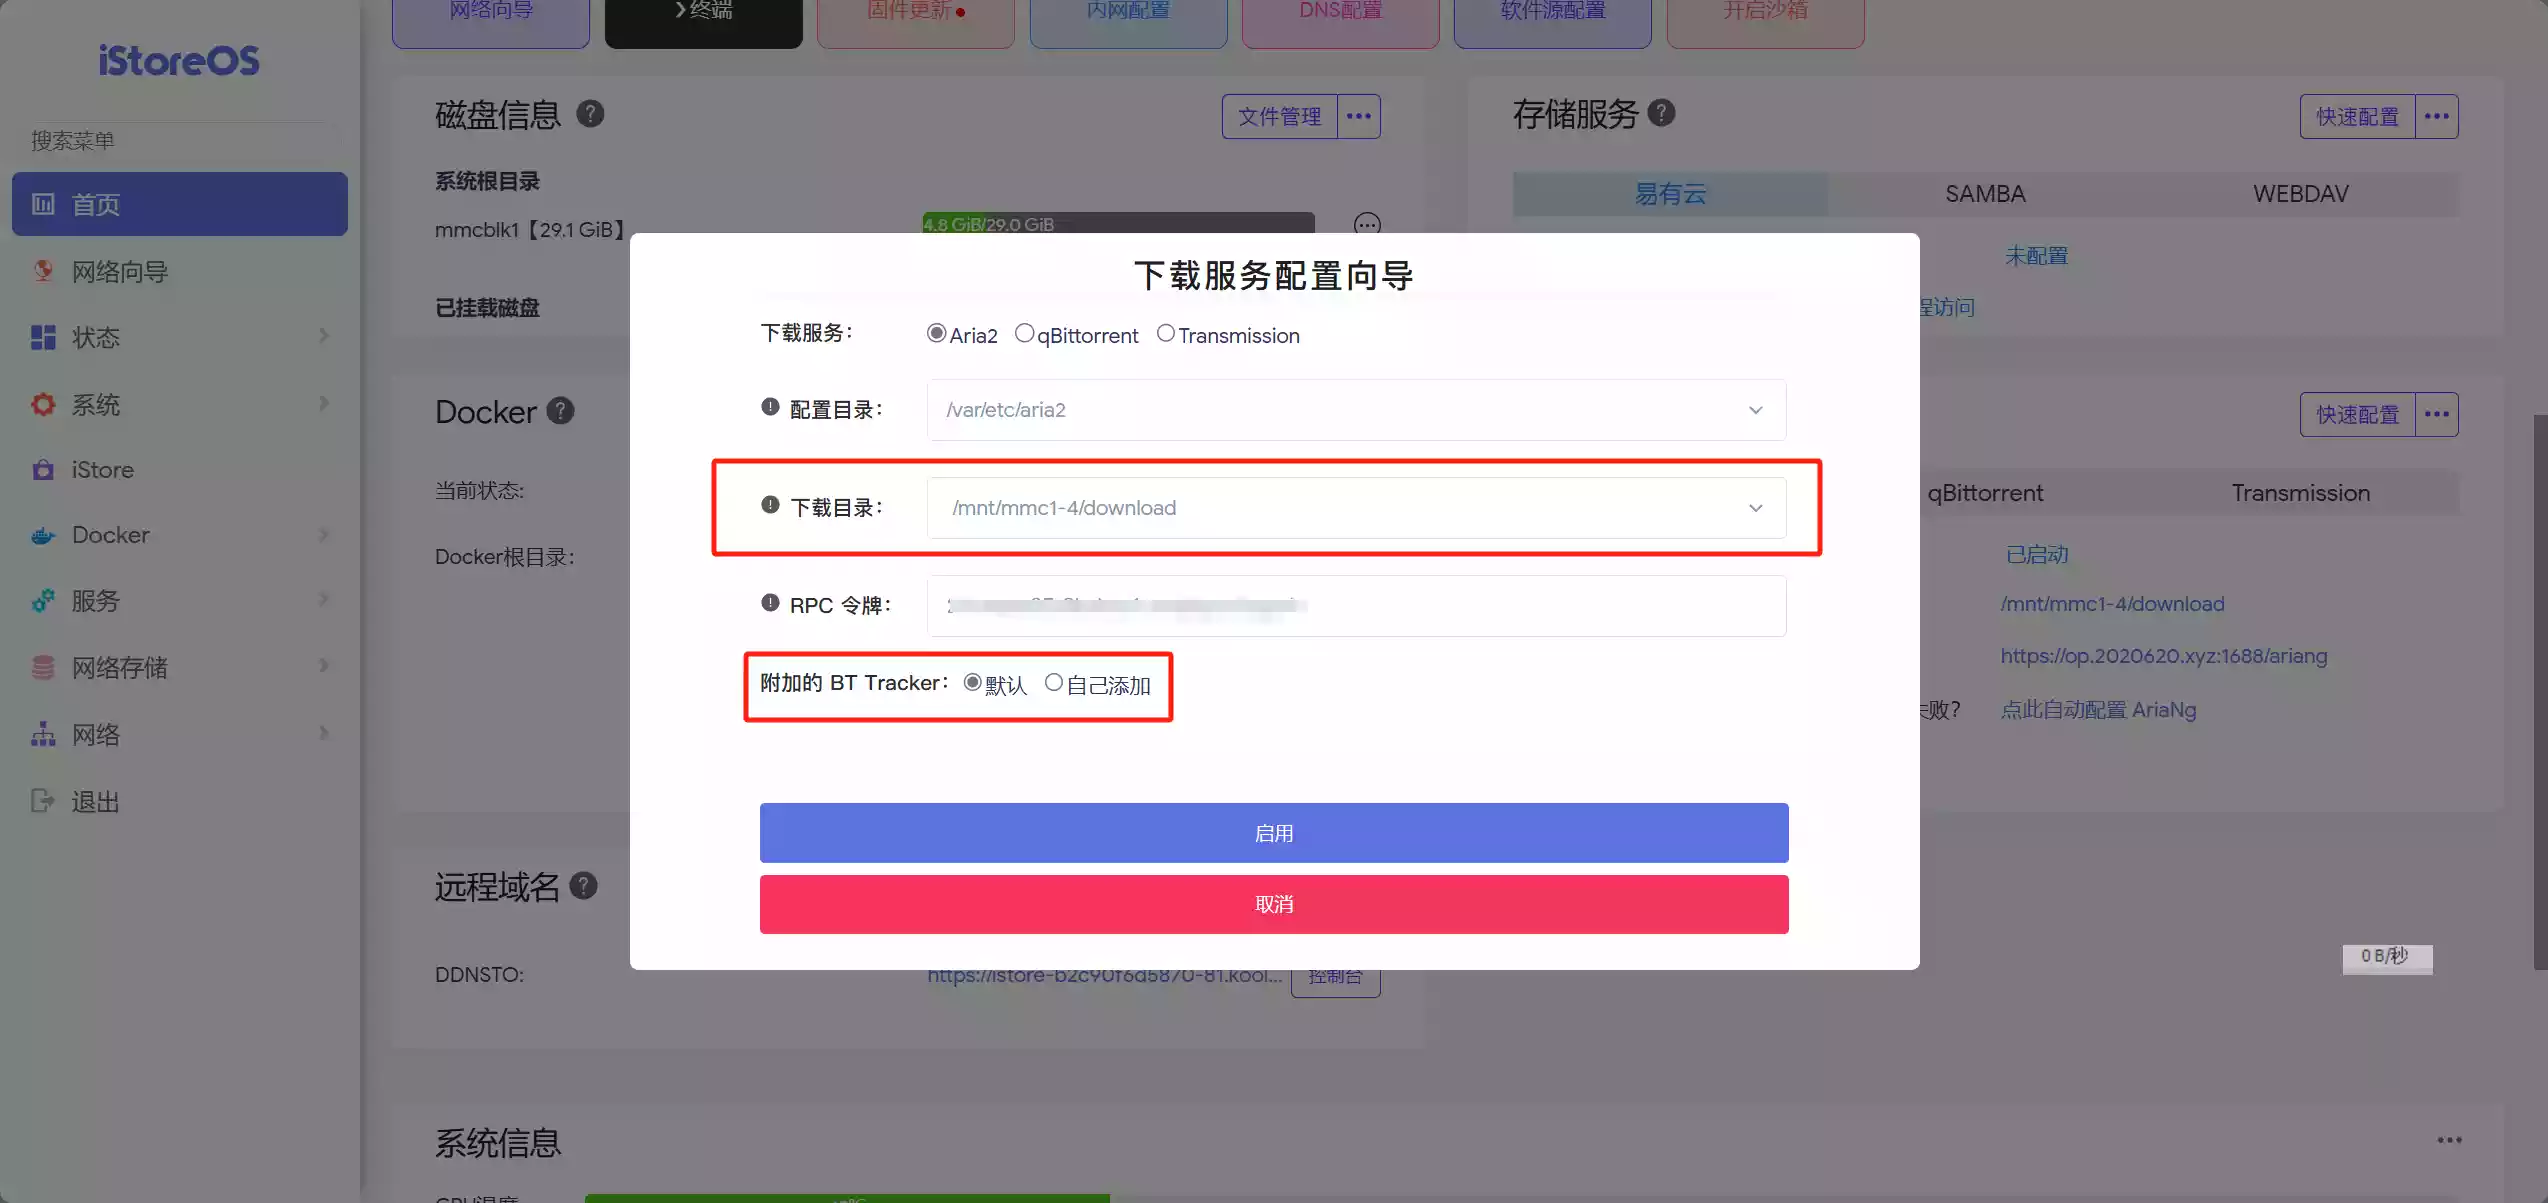 iStoreOS
搜索菜单
首页
网络向导
状态
系统
iStore
Docker
服务
网络存储
网络
退出
网络向导
终端
固件更新
内网配置
DNS配置
软件源配置
开启沙箱
磁盘信息
文件管理
系统根目录
mmcblk1【29.1 GiB】
4.8 GiB/29.0 GiB
已挂载磁盘
存储服务
快速配置
易有云
SAMBA
WEBDAV
未配置
程访问
Docker
当前状态:
Docker根目录:
快速配置
qBittorrent
Transmission
已启动
/mnt/mmc1-4/download
https://op.2020620.xyz:1688/ariang
失败?
点此自动配置 AriaNg
下载服务配置向导
下载服务:
Aria2
qBittorrent
Transmission
配置目录:
/var/etc/aria2
下载目录:
/mnt/mmc1-4/download
RPC 令牌:
附加的 BT Tracker:
默认
自己添加
启用
取消
远程域名
DDNSTO:
https://istore-b2c90f6d5870-81.kool...
控制台
0 B/秒
系统信息
CPU温度